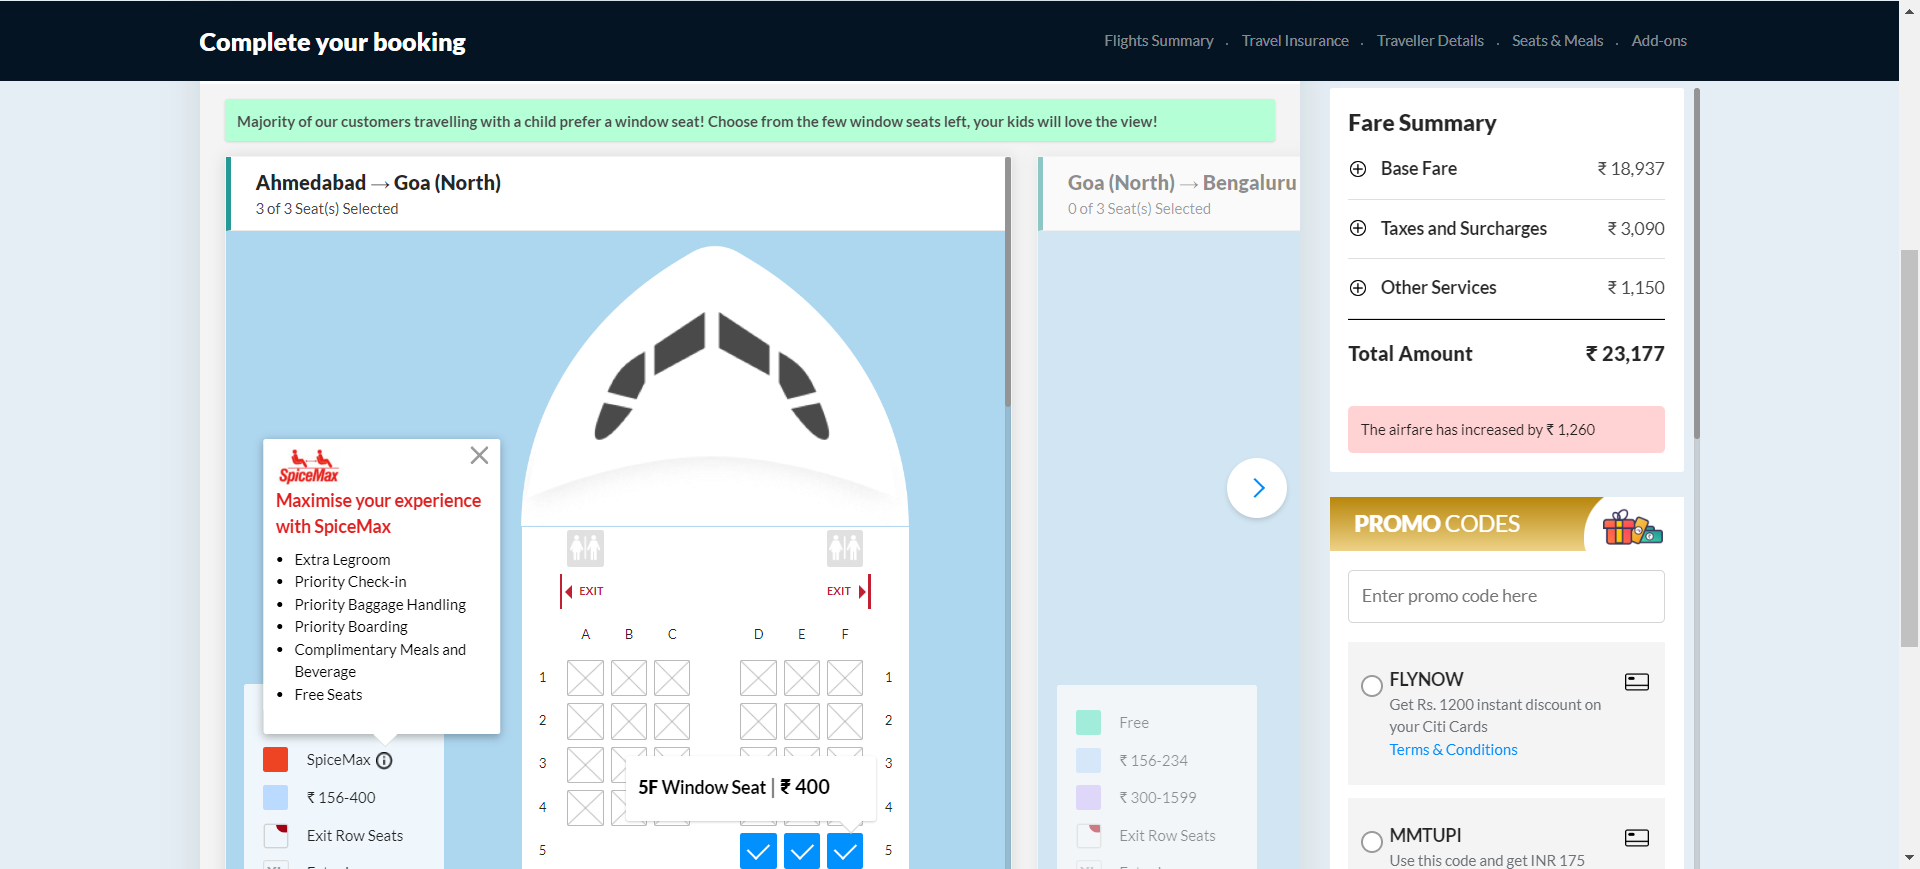 Complete your booking
Flights Summary . Travel Insurance . Traveller Details . Seats & Meals . Add-ons
Majority of our customers travelling with a child prefer a window seat! Choose from the few window seats left, your kids will love the view!
Ahmedabad → Goa (North)
3 of 3 Seat(s) Selected
Goa (North) → Bengaluru
0 of 3 Seat(s) Selected
SpiceMax
Maximise your experience
with SpiceMax
• Extra Legroom
• Priority Check-in
• Priority Baggage Handling
• Priority Boarding
• Complimentary Meals and
Beverage
• Free Seats
SpiceMax
₹ 156-400
Exit Row Seats
EXIT EXIT
A B C D E F
1 1
2 2
3 3
4 4
5 5
5F Window Seat | ₹ 400
Free
₹ 156-234
₹ 300-1599
Exit Row Seats
Fare Summary
Base Fare ₹ 18,937
Taxes and Surcharges ₹ 3,090
Other Services ₹ 1,150
Total Amount ₹ 23,177
The airfare has increased by ₹ 1,260
PROMO CODES
Enter promo code here
FLYNOW
Get Rs. 1200 instant discount on
your Citi Cards
Terms & Conditions
MMTUPI
Use this code and get INR 175